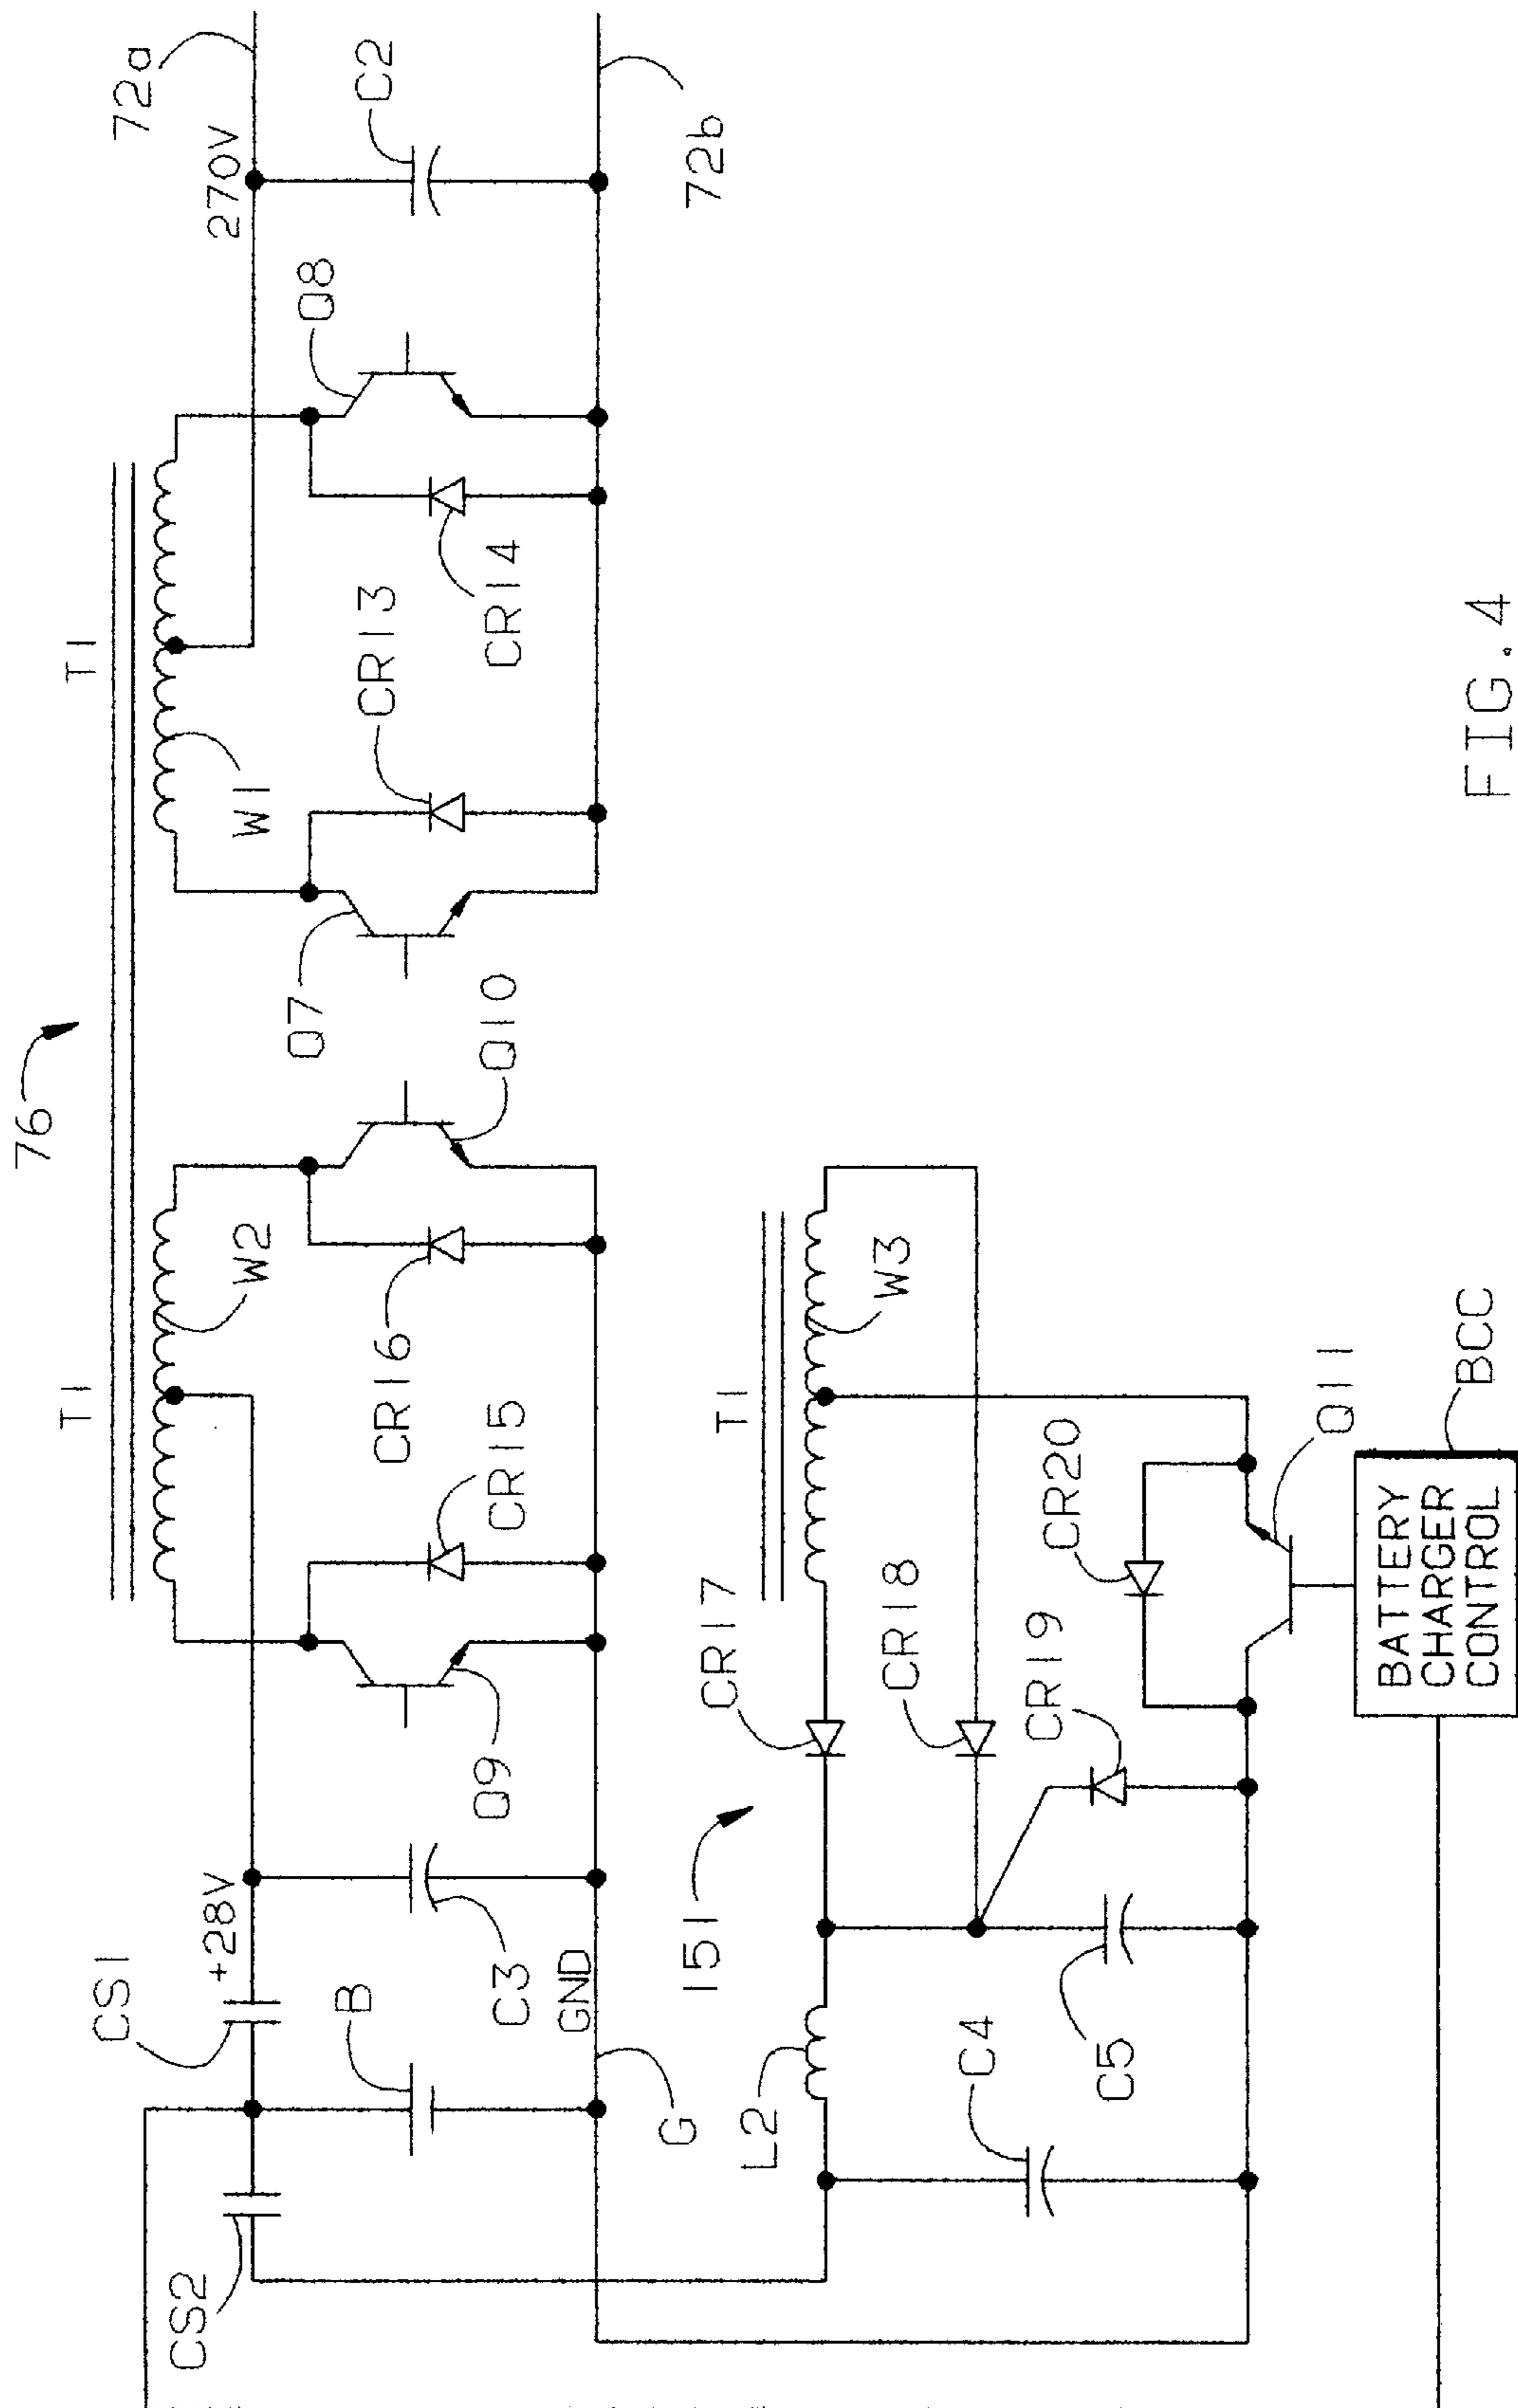 76
T1
T1
72a
270V
C2
72b
Q8
CR14
CR13
W1
Q7
Q10
W2
CR16
CR15
Q9
CS1
+28V
B
C3
GND
G
CS2
151
T1
W3
CR17
CR18
CR19
CR20
L2
C4
C5
Q11
BCC
BATTERY
CHARGER
CONTROL
FIG.4